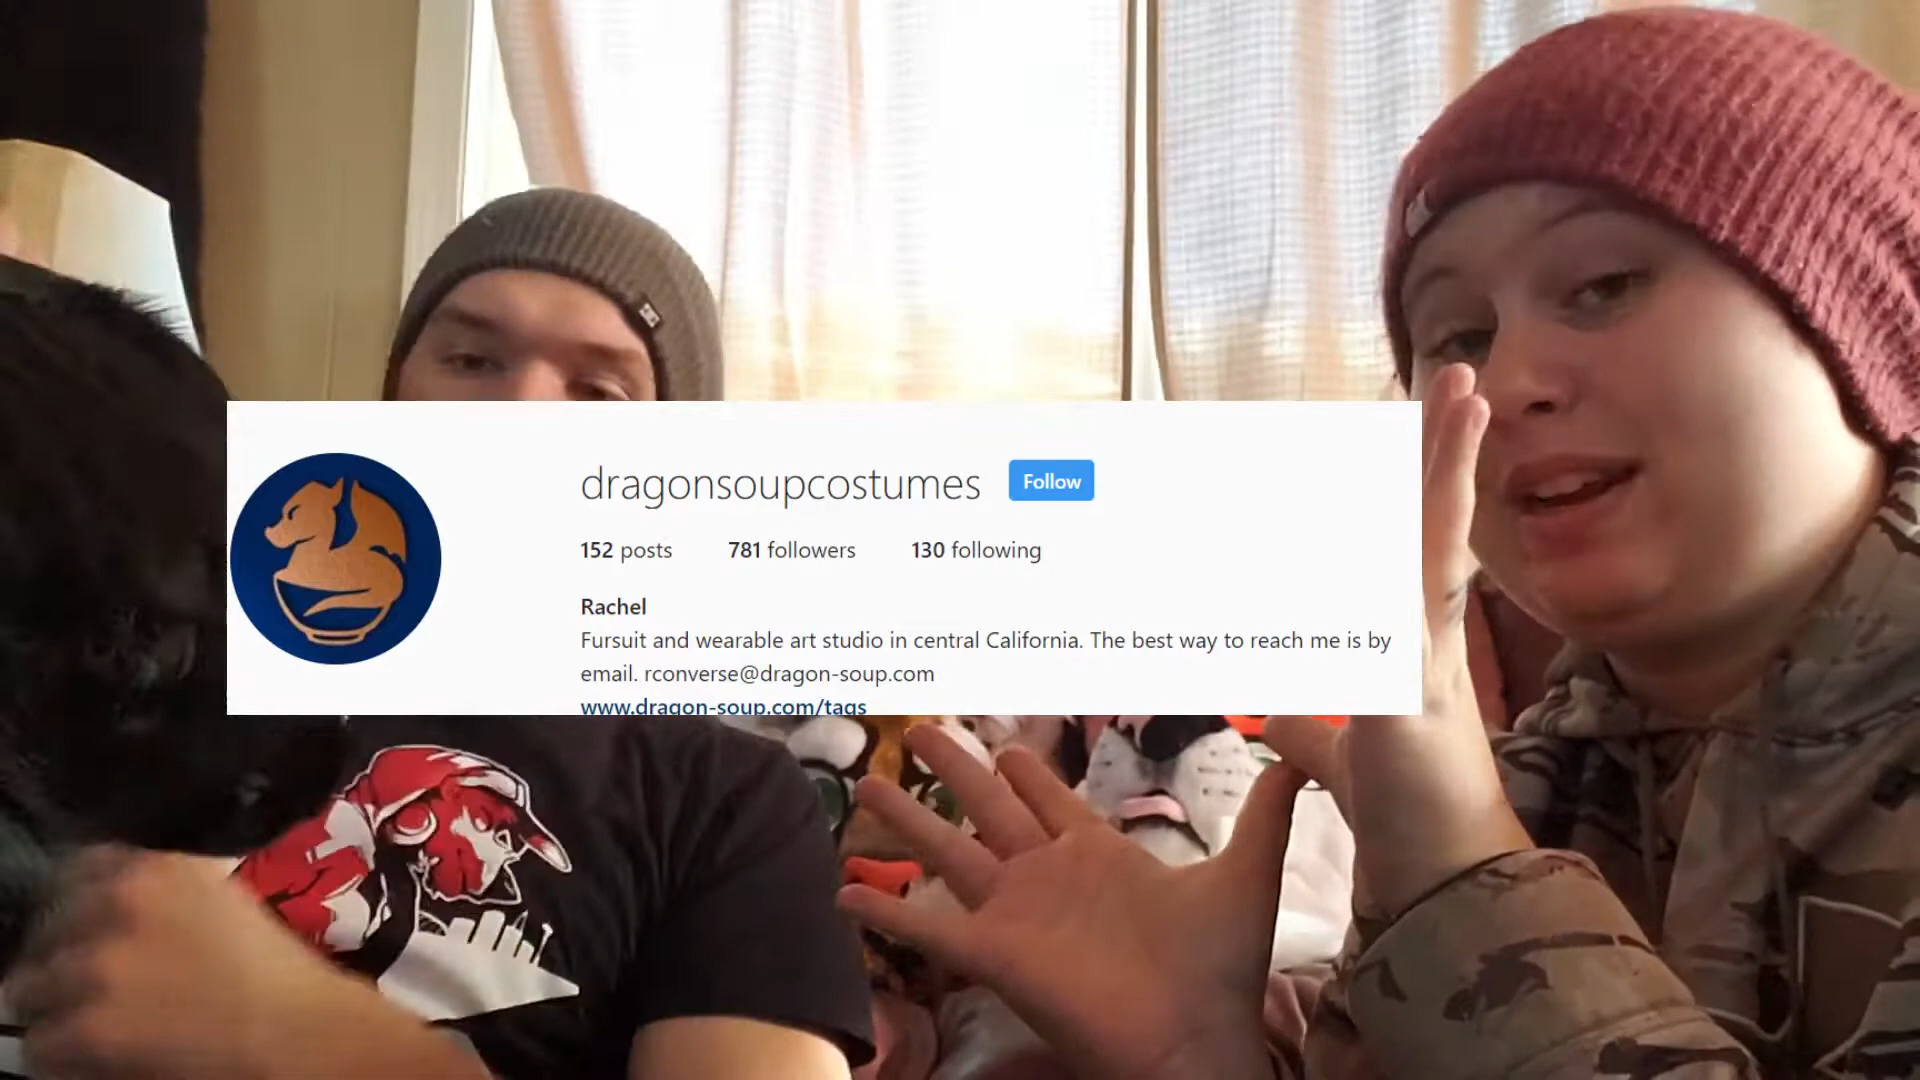 dragonsoupcostumes Follow
152 posts 781 followers 130 following
Rachel
Fursuit and wearable art studio in central California. The best way to reach me is by
email. rconverse@dragon-soup.com
www.dragon-soup.com/tags